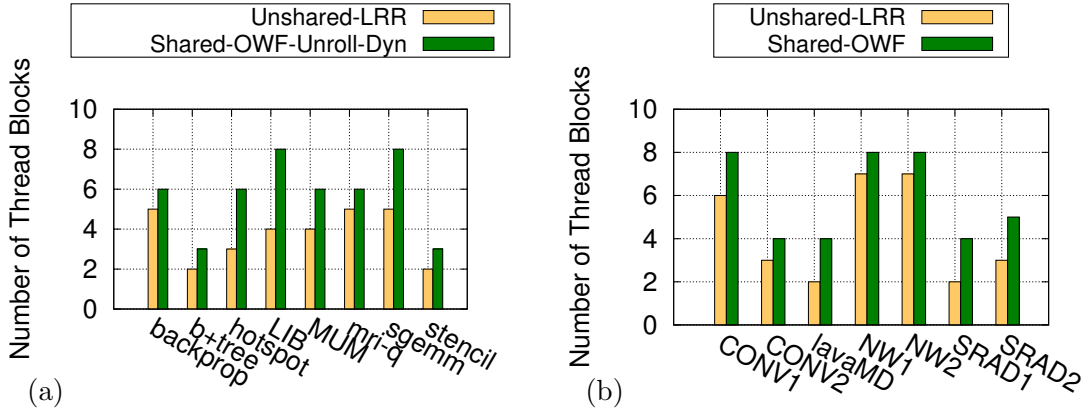 Unshared-LRR
Shared-OWF-Unroll-Dyn
Number of Thread Blocks
10
8
6
4
2
0
backprop
b+tree
hotspot
LIB
MUM
mri-q
sgemm
stencil
(a)
Unshared-LRR
Shared-OWF
Number of Thread Blocks
10
8
6
4
2
0
CONV1
CONV2
lavaMD
NW1
NW2
SRAD1
SRAD2
(b)